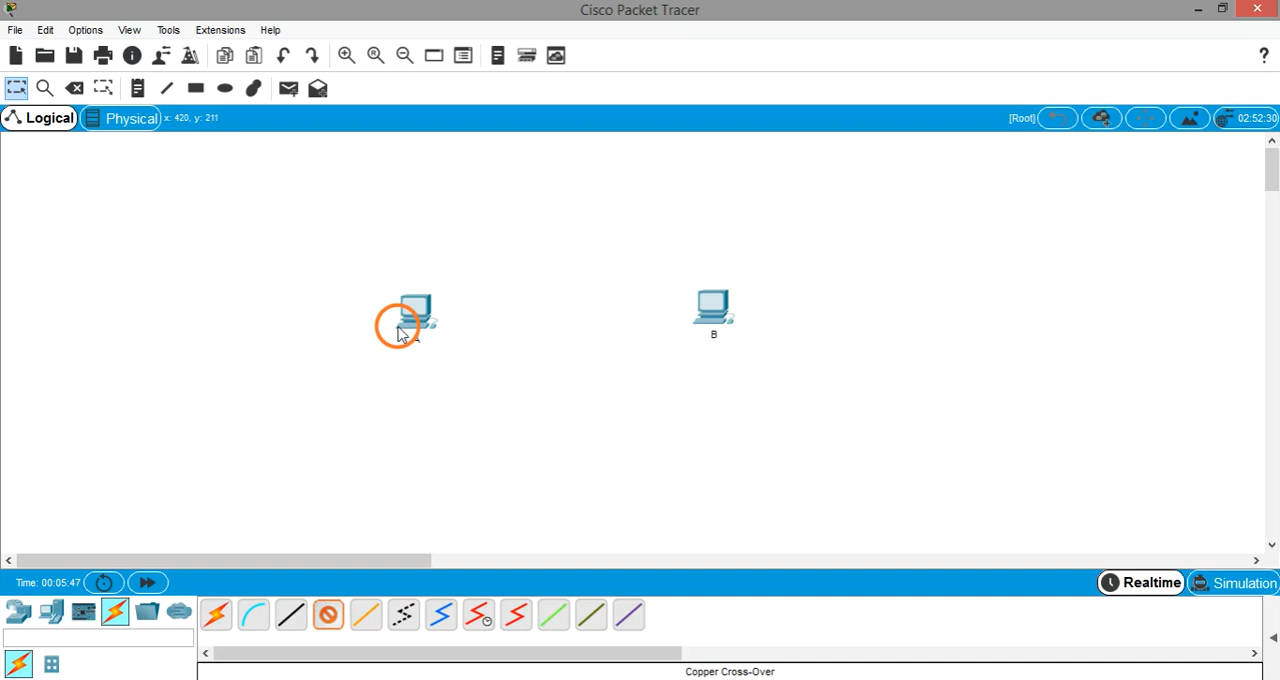 Cisco Packet Tracer
File Edit Options View Tools Extensions Help
?
Logical Physical x: 420, y: 211 [Root] 02:52:30
B
Time: 00:05:47 Realtime Simulation
Copper Cross-Over